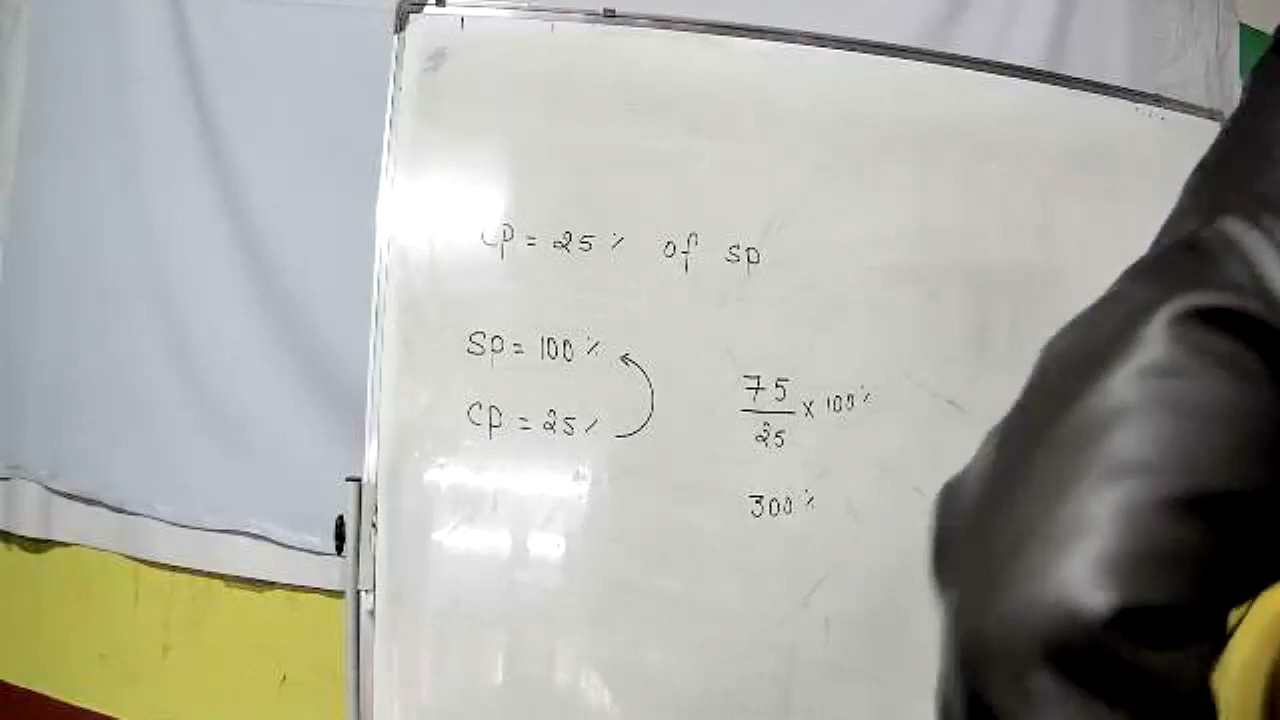 CP = 25% of sp
SP = 100%
CP = 25%
75
25
× 100%
300%